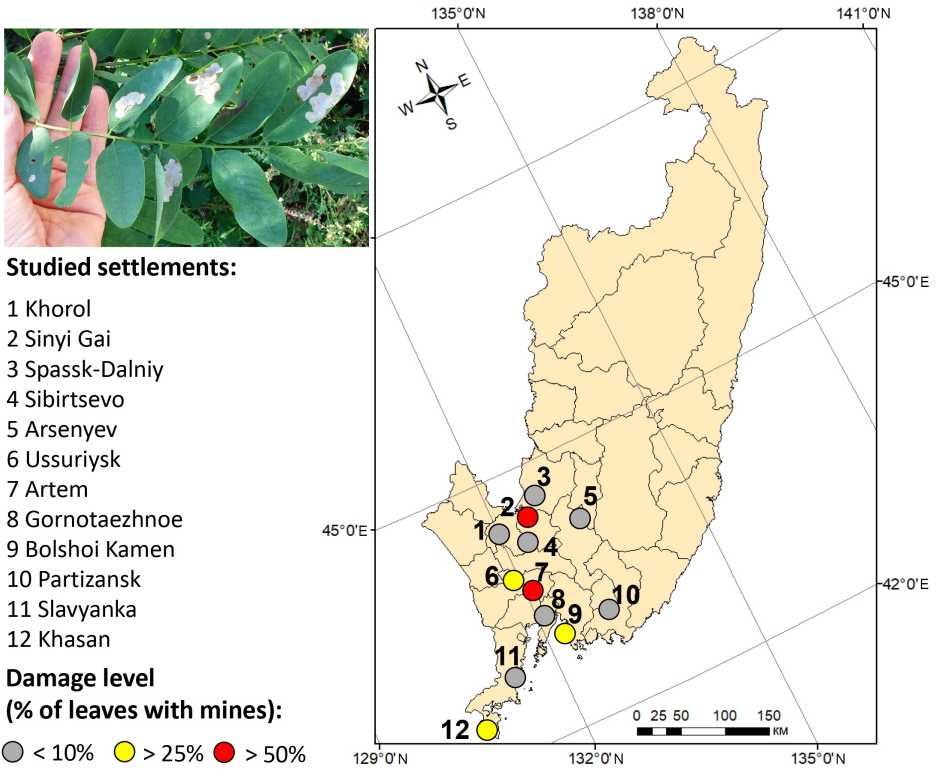 135°0'N 138°0'N 141°0'N
N
E
W
S
45°0'E
45°0'E
42°0'E
129°0'N 132°0'N 135°0'N
Studied settlements:
1 Khorol
2 Sinyi Gai
3 Spassk-Dalniy
4 Sibirtsevo
5 Arsenyev
6 Ussuriysk
7 Artem
8 Gornotaezhnoe
9 Bolshoi Kamen
10 Partizansk
11 Slavyanka
12 Khasan
Damage level
(% of leaves with mines):
< 10% > 25% > 50%
3
2
5
1
4
6
7
8
9
10
11
12
0 25 50 100 150
км